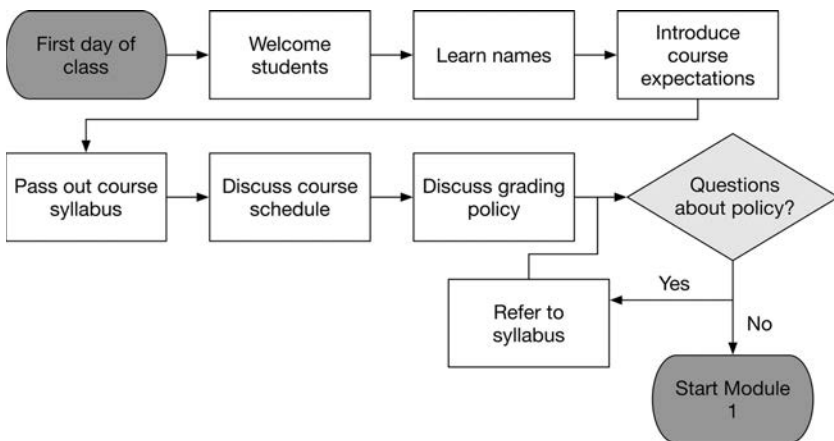 First day of
class
Welcome
students
Learn names
Introduce
course
expectations
Pass out course
syllabus
Discuss course
schedule
Discuss grading
policy
Questions
about policy?
Yes
Refer to
syllabus
No
Start Module
1